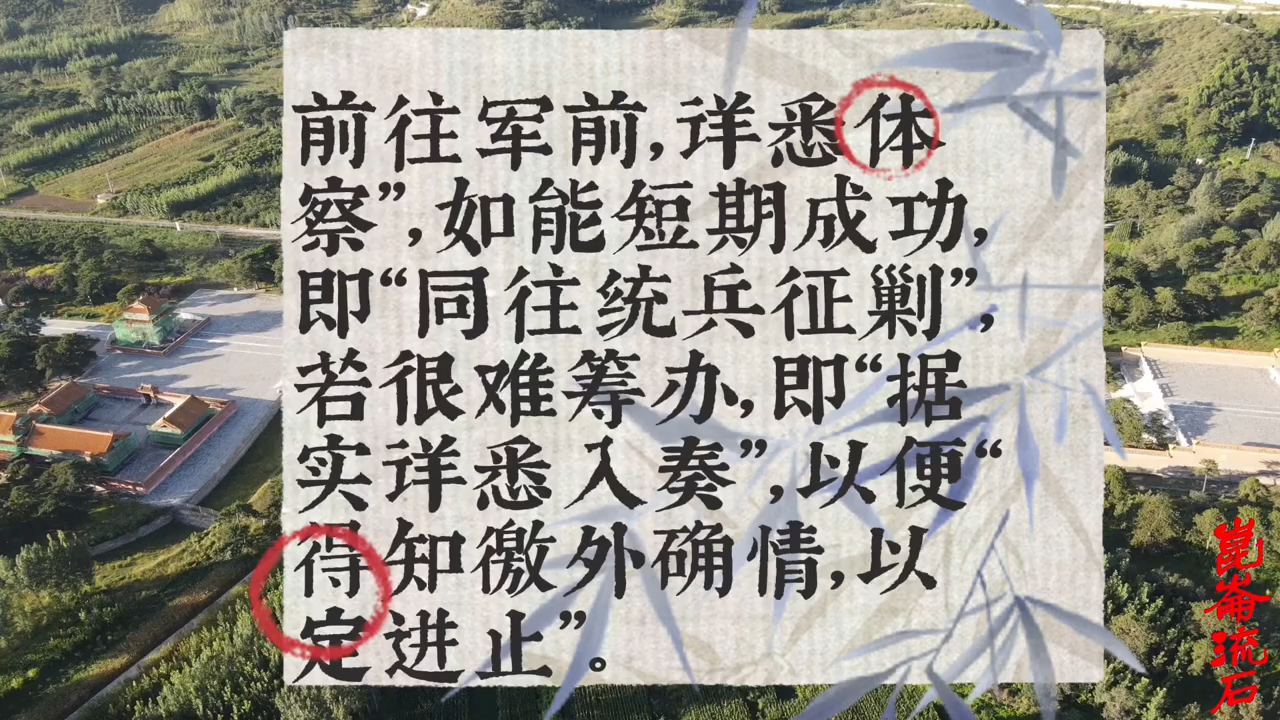 前往军前,详悉体
察”,如能短期成功,
即“同往统兵征剿”,
若很难筹办,即“据
实详悉入奏”,以便“
得知徼外确情,以
定进止”。
崑崙流石